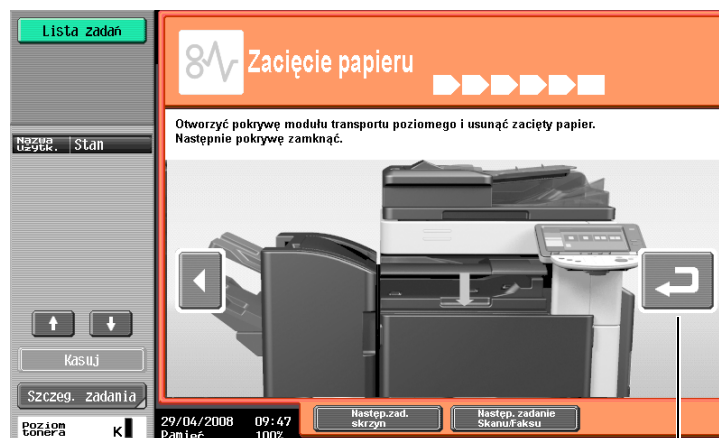 Lista zadań
Zacięcie papieru
Otworzyć pokrywę modułu transportu poziomego i usunąć zacięty papier.
Następnie pokrywę zamknąć.
Nazwa użytk.
Stan
Kasuj
Szczeg. zadania
Poziom tonera
K
29/04/2008 09:47
Pamięć 100%
Następ.zad. skrzyn
Następ. zadanie Skanu/Faksu